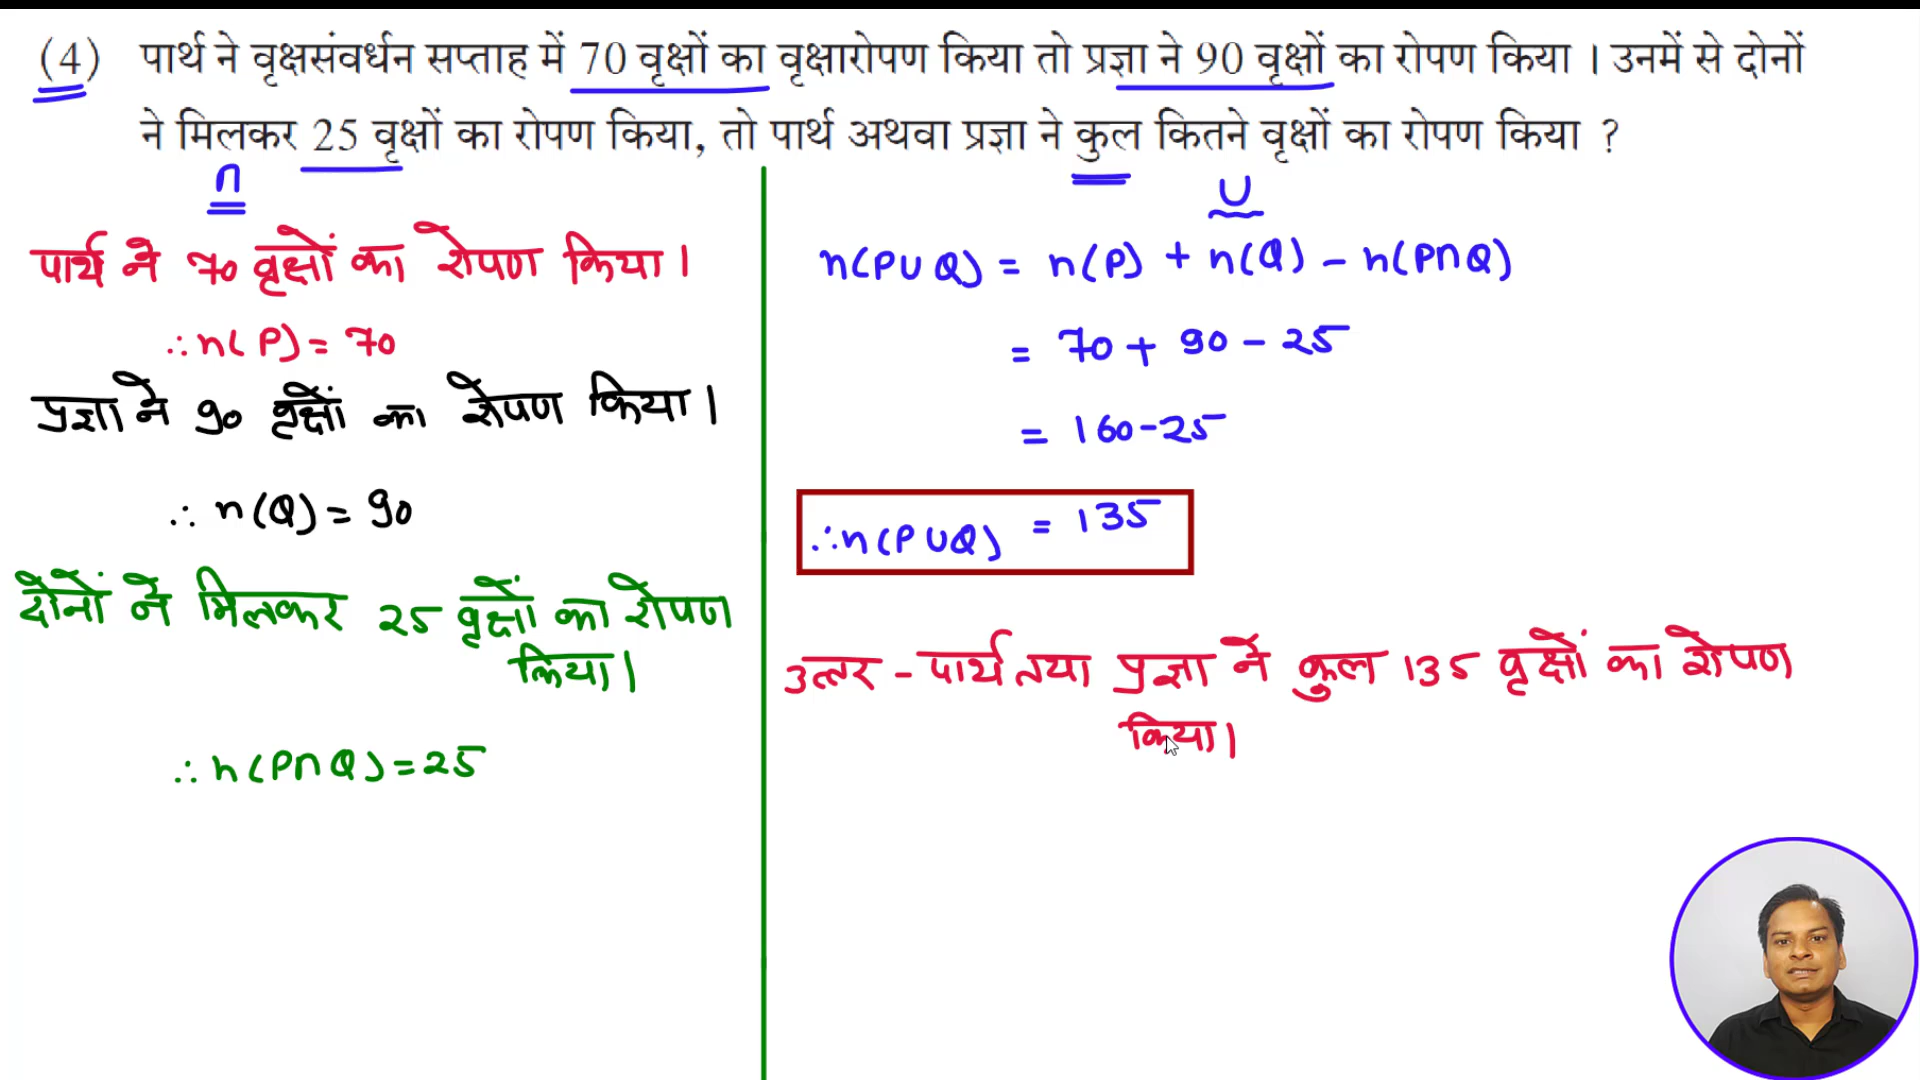 (4) पार्थ ने वृक्षसंवर्धन सप्ताह में 70 वृक्षों का वृक्षारोपण किया तो प्रज्ञा ने 90 वृक्षों का रोपण किया । उनमें से दोनों
ने मिलकर 25 वृक्षों का रोपण किया, तो पार्थ अथवा प्रज्ञा ने कुल कितने वृक्षों का रोपण किया ?
∩
पार्थ ने 70 वृक्षों का रोपण किया।
∴ n(P) = 70
प्रज्ञा ने 90 वृक्षों का रोपण किया।
∴ n(Q) = 90
दोनों ने मिलकर 25 वृक्षों का रोपण
किया।
∴ n(P∩Q) = 25
∪
n(P∪Q) = n(P) + n(Q) - n(P∩Q)
= 70 + 90 - 25
= 160-25
∴ n(P∪Q) = 135
उत्तर - पार्थ तथा प्रज्ञा ने कुल 135 वृक्षों का रोपण
किया।